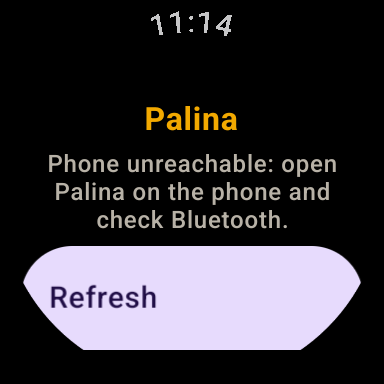 11:14
Palina
Phone unreachable: open
Palina on the phone and
check Bluetooth.
Refresh